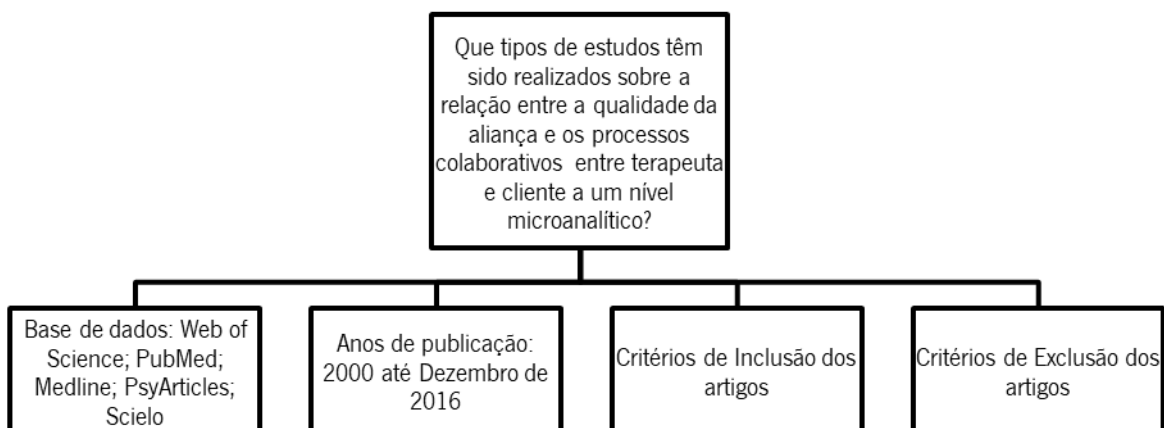 Que tipos de estudos têm
sido realizados sobre a
relação entre a qualidade da
aliança e os processos
colaborativos entre terapeuta
e cliente a um nível
microanalítico?
Base de dados: Web of
Science; PubMed;
Medline; PsyArticles;
Scielo
Anos de publicação:
2000 até Dezembro de
2016
Critérios de Inclusão dos
artigos
Critérios de Exclusão dos
artigos